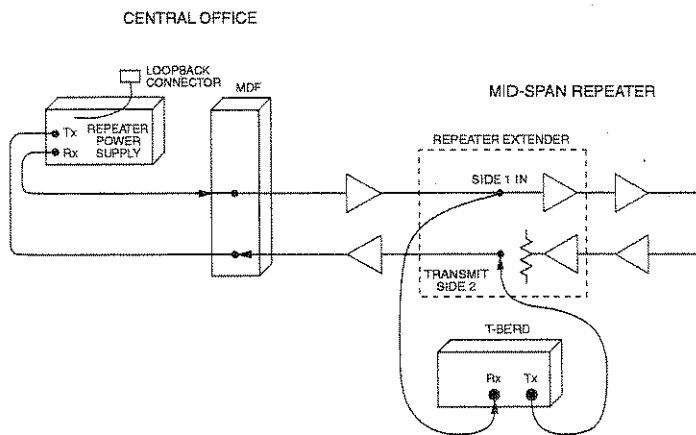 CENTRAL OFFICE
LOOPBACK
CONNECTOR
MDF
MID-SPAN REPEATER
Tx
Rx
REPEATER
POWER
SUPPLY
REPEATER EXTENDER
SIDE 1 IN
TRANSMIT
SIDE 2
T-BERD
Rx
Tx